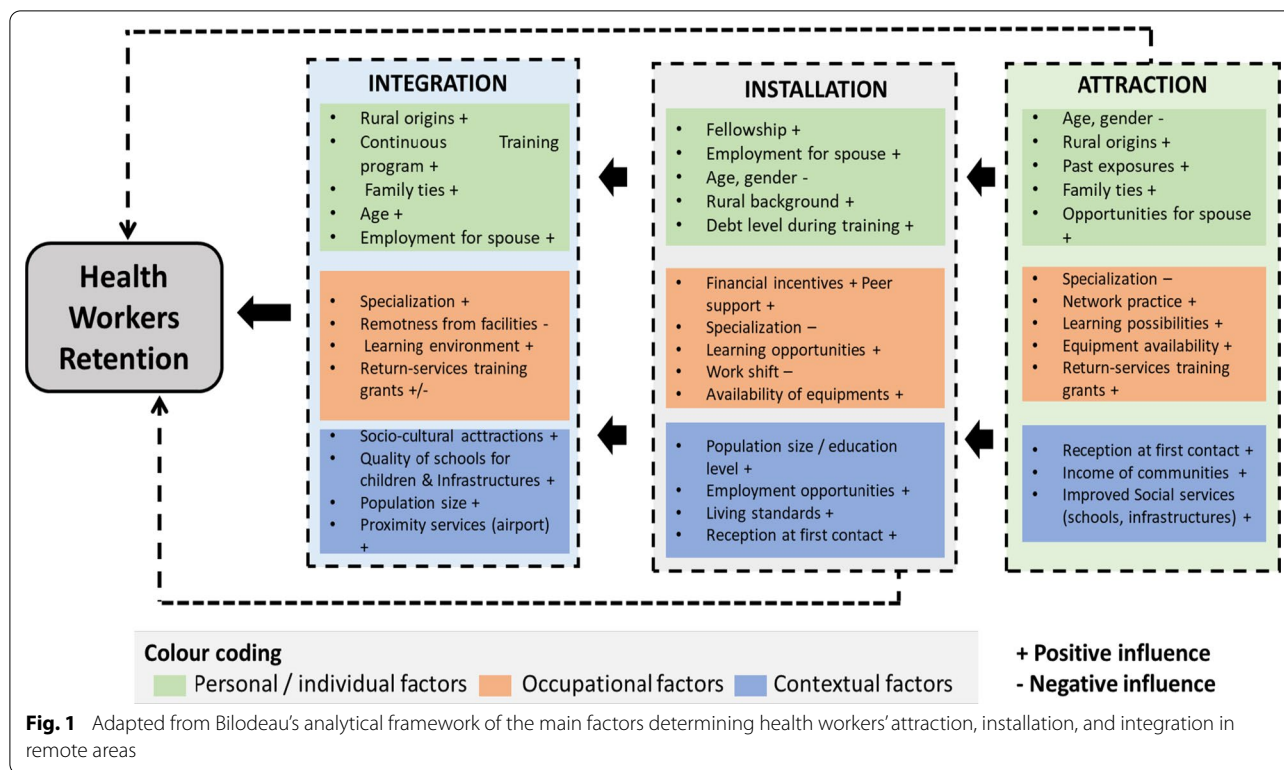 INTEGRATION
• Rural origins +
• Continuous Training
program +
• Family ties +
• Age +
• Employment for spouse +
• Specialization +
• Remotness from facilities -
• Learning environment +
• Return-services training
grants +/-
• Socio-cultural acttractions +
• Quality of schools for
children & Infrastructures +
• Population size +
• Proximity services (airport)
+
INSTALLATION
• Fellowship +
• Employment for spouse +
• Age, gender -
• Rural background +
• Debt level during training +
• Financial incentives + Peer
support +
• Specialization –
• Learning opportunities +
• Work shift –
• Availability of equipments +
• Population size / education
level +
• Employment opportunities +
• Living standards +
• Reception at first contact +
ATTRACTION
• Age, gender -
• Rural origins +
• Past exposures +
• Family ties +
• Opportunities for spouse
+
• Specialization –
• Network practice +
• Learning possibilities +
• Equipment availability +
• Return-services training
grants +
• Reception at first contact +
• Income of communities +
• Improved Social services
(schools, infrastructures) +
Health
Workers
Retention
Colour coding
Personal / individual factors Occupational factors Contextual factors
+ Positive influence
- Negative influence
Fig. 1 Adapted from Bilodeau’s analytical framework of the main factors determining health workers’ attraction, installation, and integration in
remote areas